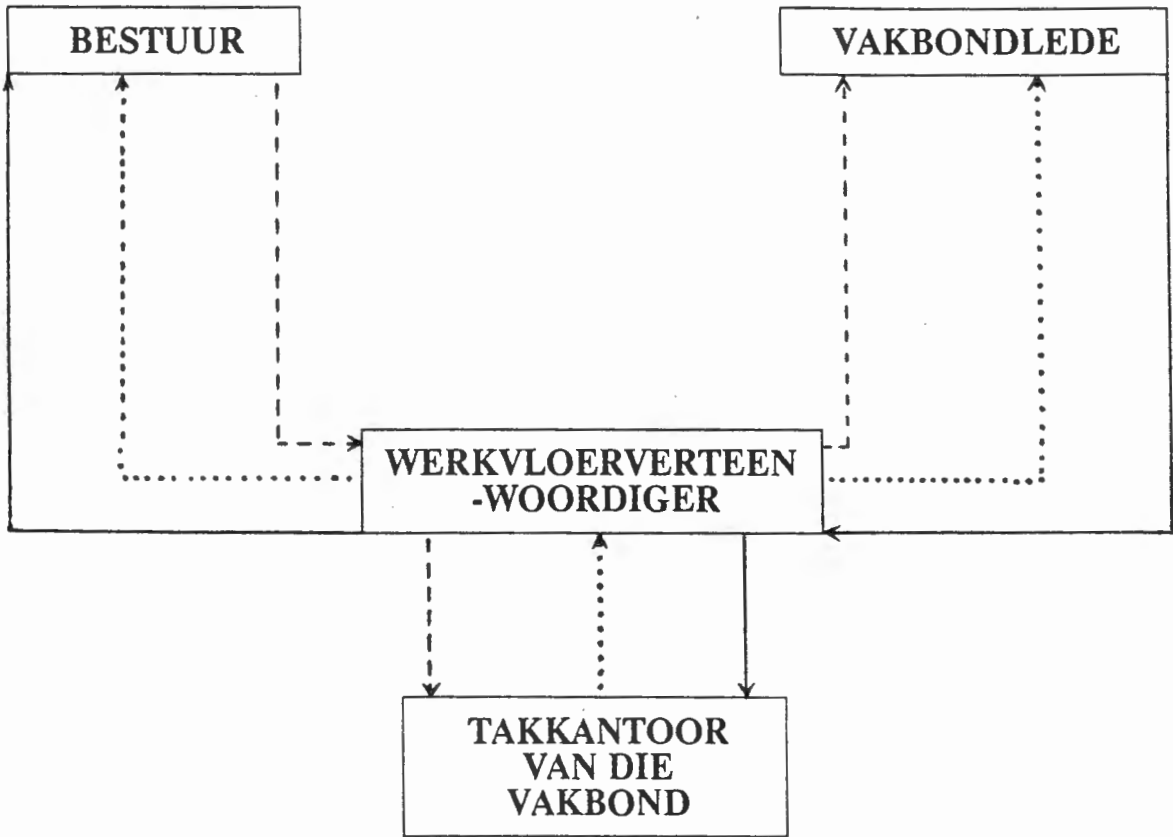 BESTUUR
VAKBONDLEDE
WERKVLOERVERTEEN
-WOORDIGER
TAKKANTOOR
VAN DIE
VAKBOND